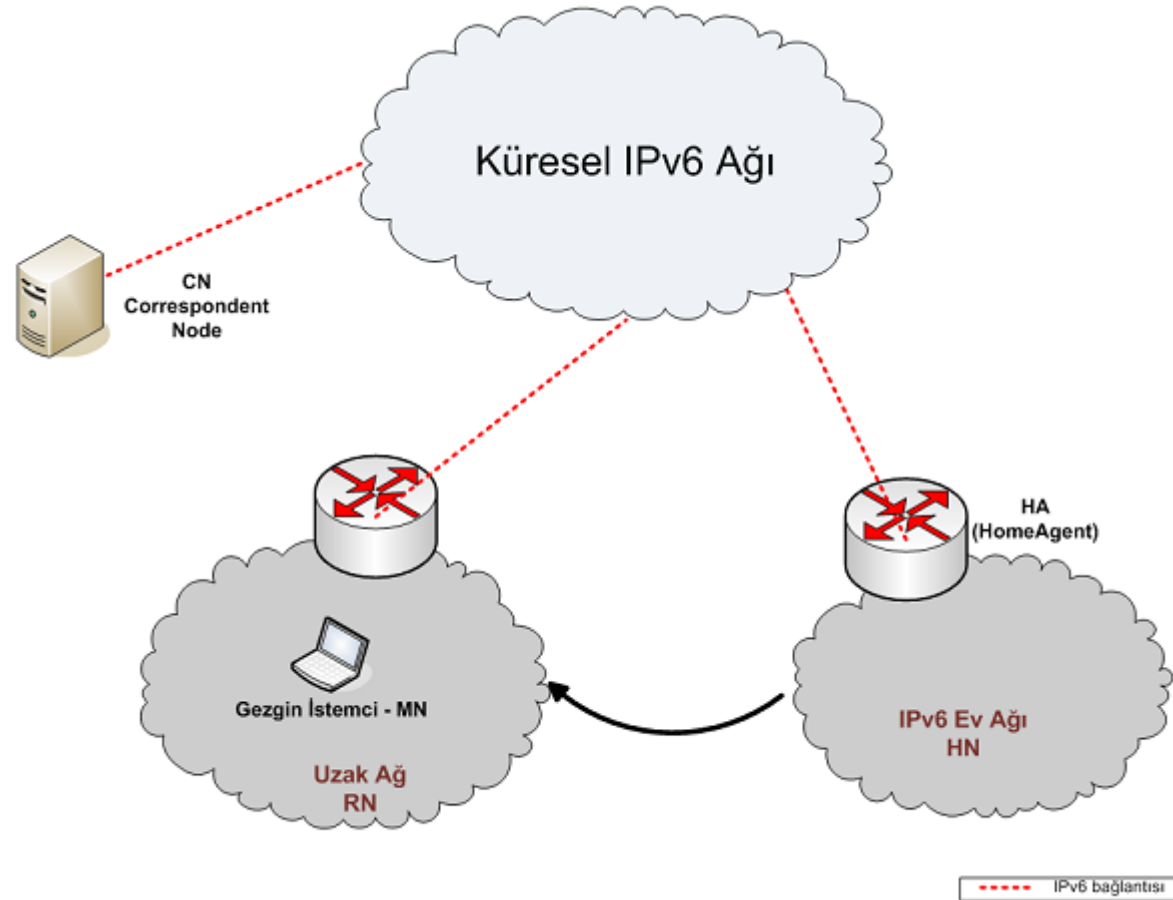 Küresel IPv6 Ağı
CN
Correspondent
Node
HA
(HomeAgent)
Gezgin İstemci - MN
Uzak Ağ
RN
IPv6 Ev Ağı
HN
IPv6 bağlantısı